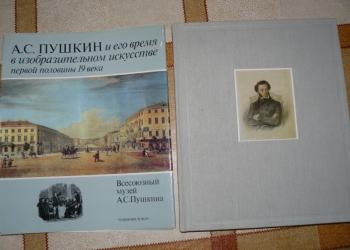 А.С. ПУШКИН и его время
в изобразительном искусстве
первой половины 19 века
Всесоюзный
музей
А.С.Пушкина